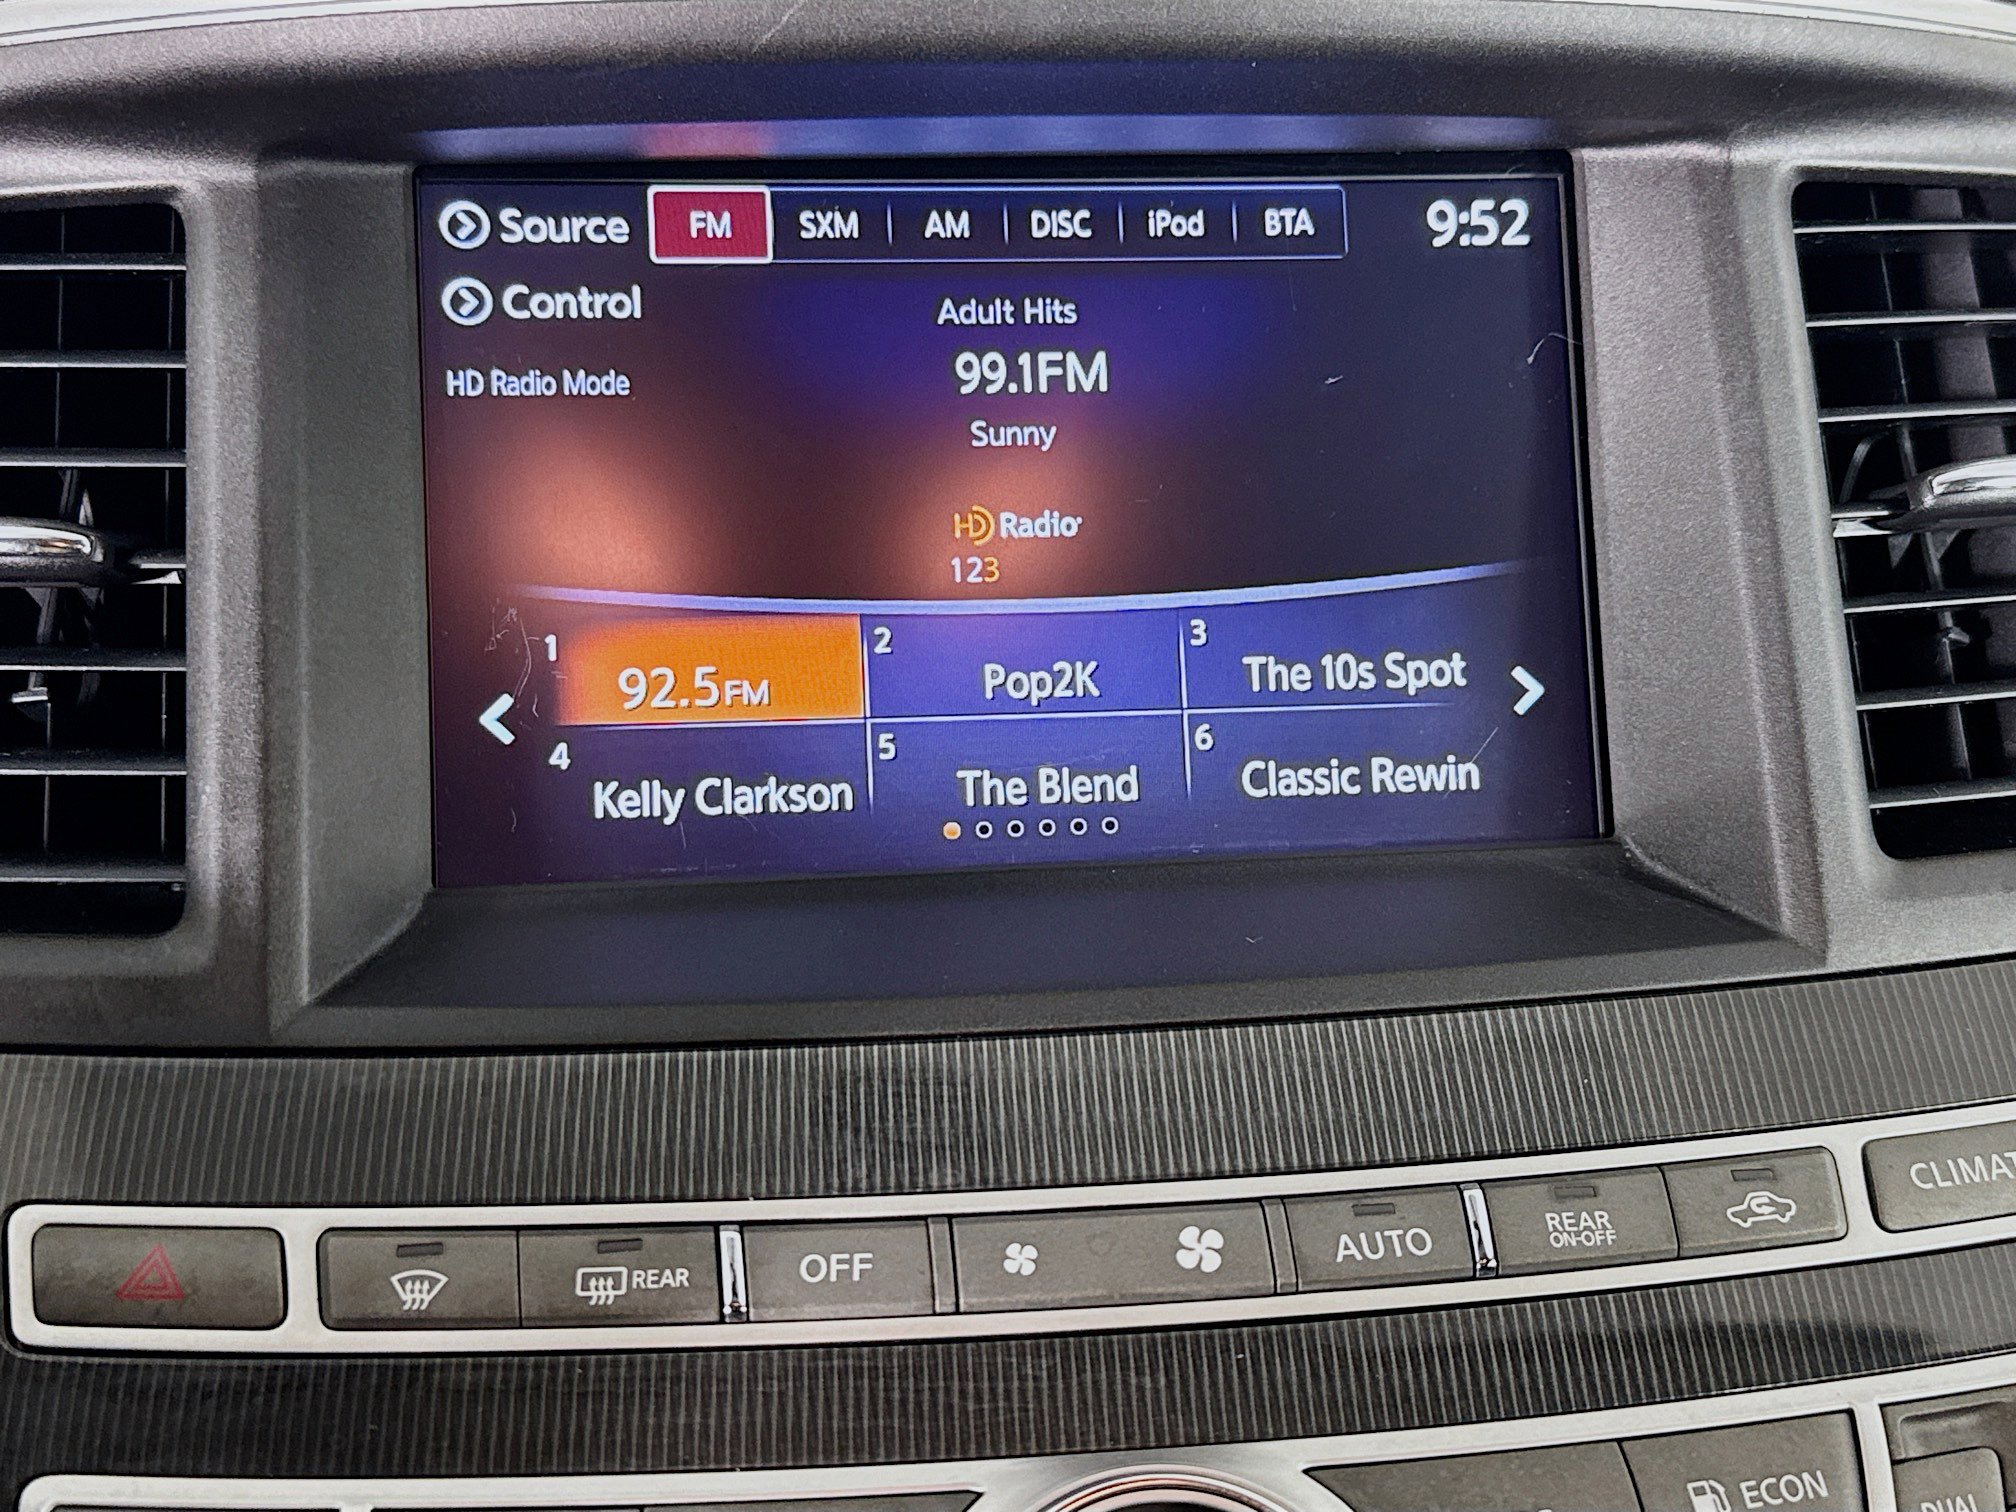 Source FM SXM AM DISC iPod BTA 9:52
Control
Adult Hits
HD Radio Mode
99.1FM
Sunny
HD Radio
123
1 92.5FM
2 Pop2K
3 The 10s Spot
4 Kelly Clarkson
5 The Blend
6 Classic Rewin
REAR
OFF
AUTO
REAR
ON-OFF
CLIMAT
ECON
DUAL